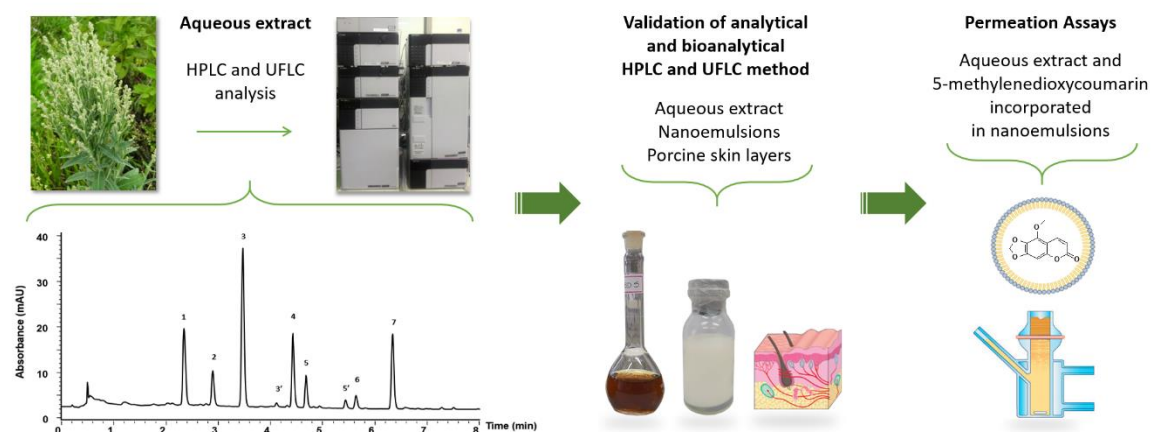 Aqueous extract
HPLC and UFLC
analysis
Validation of analytical
and bioanalytical
HPLC and UFLC method
Aqueous extract
Nanoemulsions
Porcine skin layers
Permeation Assays
Aqueous extract and
5-methylenedioxycoumarin
incorporated
in nanoemulsions
Absorbance (mAU)
40
30
20
10
0
1
2
3
3'
4
5
5'
6
7
0 1 2 3 4 5 6 7 8
Time (min)
O
O
O
O
O